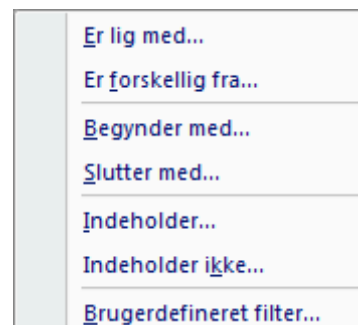 Er lig med...
Er forskellig fra...
Begynder med...
Slutter med...
Indeholder...
Indeholder ikke...
Brugerdefineret filter...